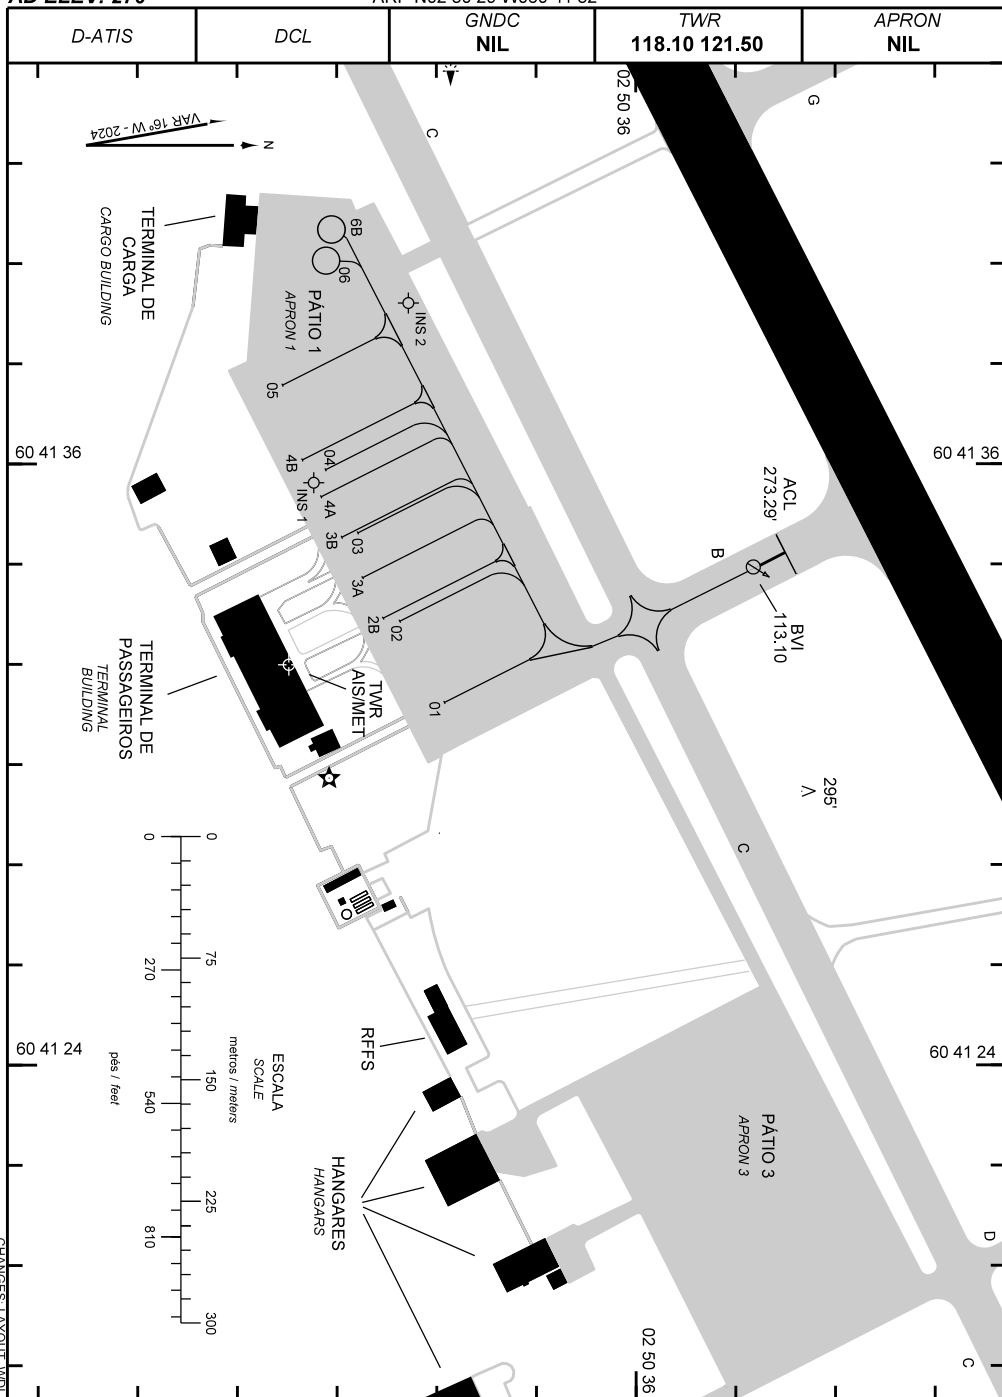 D-ATIS
DCL
GNDC
NIL
TWR
118.10 121.50
APRON
NIL
02 50 36
G
C
VAR 16° W - 2024
N
TERMINAL DE
CARGA
CARGO BUILDING
6B
06
PÁTIO 1
APRON 1
INS 2
05
60 41 36
60 41 36
4B
04
INS 1
4A
3B
03
3A
2B
02
01
ACL
273.29'
B
BVI
113.10
TWR
AIS/MET
TERMINAL DE
PASSAGEIROS
TERMINAL
BUILDING
295'
C
0
0
75
270
150
540
225
810
300
metros / meters
pés / feet
ESCALA
SCALE
60 41 24
60 41 24
RFFS
HANGARES
HANGARS
PÁTIO 3
APRON 3
D
C
02 50 36